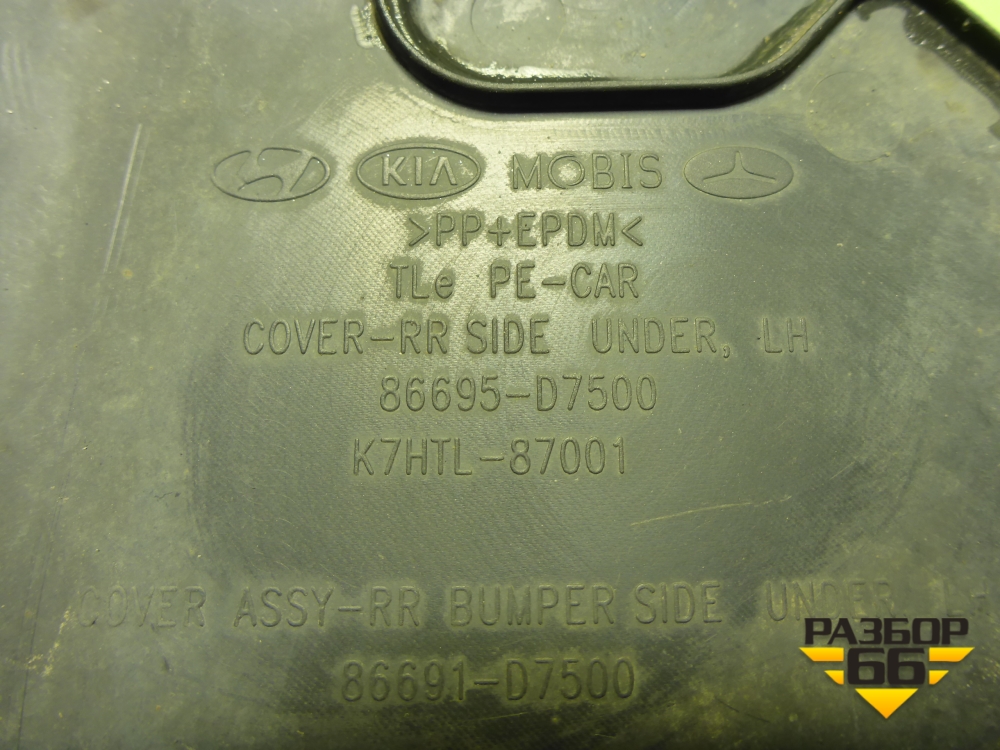 KIA MOBIS
>PP+EPDM<
TLe PE-CAR
COVER-RR SIDE UNDER, LH
86695-D7500
K7HTL-87001
COVER ASSY-RR BUMPER SIDE UNDER L
86691-D7500
РАЗБОР
66